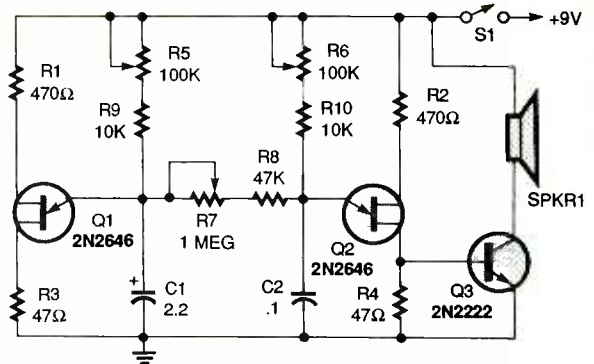 S1
+9V
R1
470Ω
R5
100K
R6
100K
R9
10K
R10
10K
R2
470Ω
R8
47K
R7
1 MEG
SPKR1
Q1
2N2646
Q2
2N2646
R3
47Ω
+
C1
2.2
C2
.1
R4
47Ω
Q3
2N2222